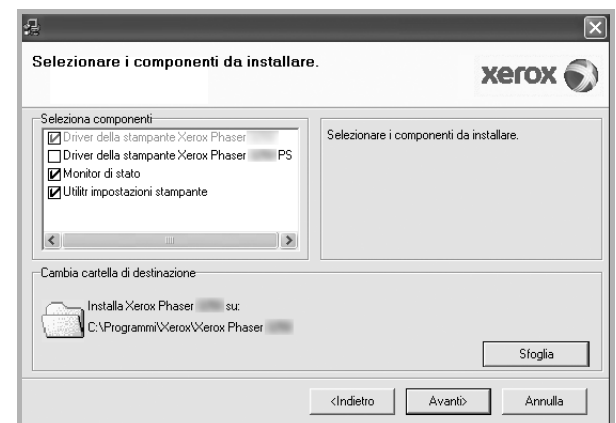 Selezionare i componenti da installare.
xerox
Seleziona componenti
Driver della stampante Xerox Phaser
Driver della stampante Xerox Phaser PS
Monitor di stato
Utilitr impostazioni stampante
Selezionare i componenti da installare.
Cambia cartella di destinazione
Installa Xerox Phaser su:
C:\Programmi\Xerox\Xerox Phaser
Sfoglia
<Indietro
Avanti>
Annulla